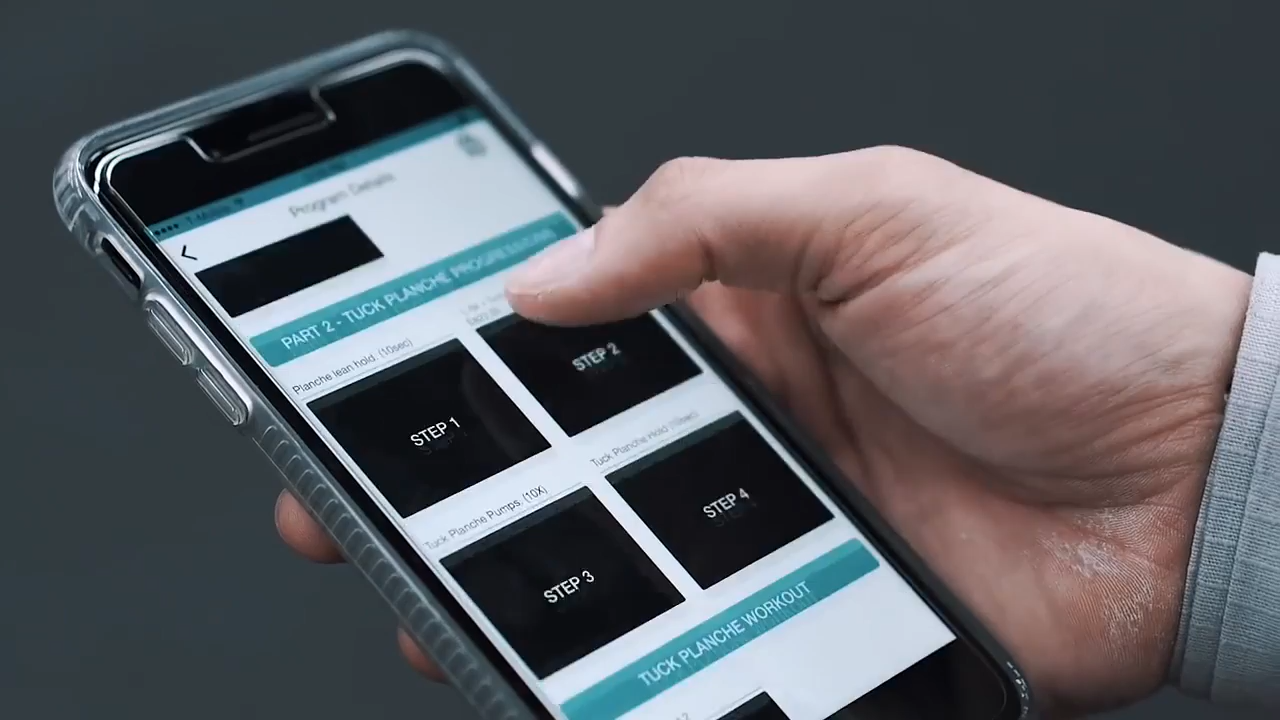 Program Details
PART 2 - TUCK PLANCHE PROGRESSIONS
Planche lean hold. (10sec)
STEP 1
STEP 2
Tuck Planche Pumps. (10X)
Tuck Planche Hold (10sec)
STEP 3
STEP 4
TUCK PLANCHE WORKOUT